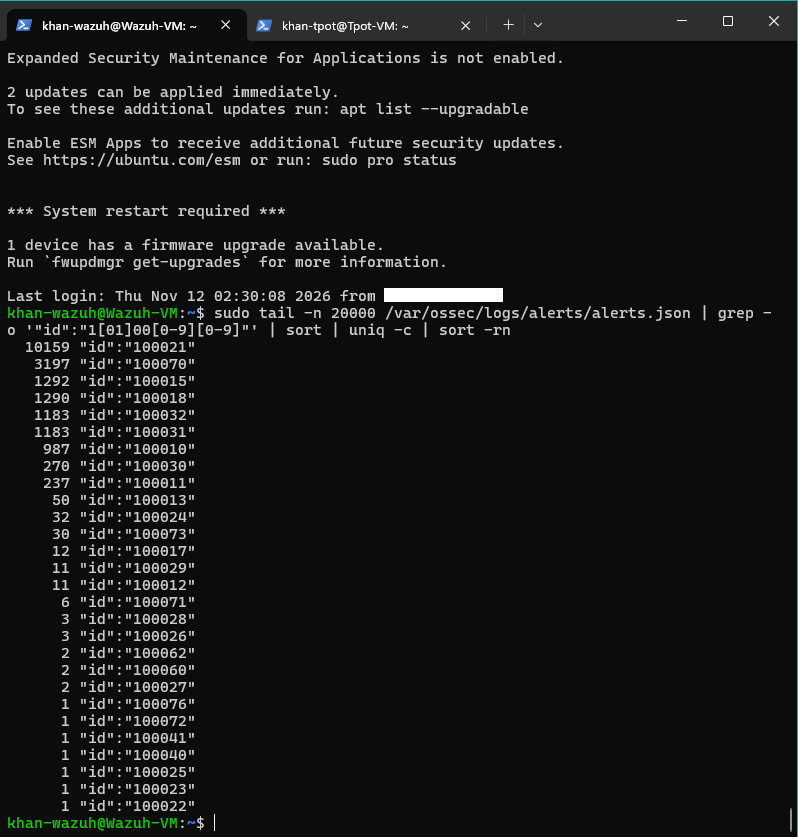 khan-wazuh@Wazuh-VM: ~
khan-tpot@Tpot-VM: ~
Expanded Security Maintenance for Applications is not enabled.
2 updates can be applied immediately.
To see these additional updates run: apt list --upgradable
Enable ESM Apps to receive additional future security updates.
See https://ubuntu.com/esm or run: sudo pro status
*** System restart required ***
1 device has a firmware upgrade available.
Run `fwupdmgr get-upgrades` for more information.
Last login: Thu Nov 12 02:30:08 2026 from
khan-wazuh@Wazuh-VM:~$ sudo tail -n 20000 /var/ossec/logs/alerts/alerts.json | grep -
o '"id":"1[01]00[0-9][0-9]"' | sort | uniq -c | sort -rn
10159 "id":"100021"
3197 "id":"100070"
1292 "id":"100015"
1290 "id":"100018"
1183 "id":"100032"
1183 "id":"100031"
987 "id":"100010"
270 "id":"100030"
237 "id":"100011"
50 "id":"100013"
32 "id":"100024"
30 "id":"100073"
12 "id":"100017"
11 "id":"100029"
11 "id":"100012"
6 "id":"100071"
3 "id":"100028"
3 "id":"100026"
2 "id":"100062"
2 "id":"100060"
2 "id":"100027"
1 "id":"100076"
1 "id":"100072"
1 "id":"100041"
1 "id":"100040"
1 "id":"100025"
1 "id":"100023"
1 "id":"100022"
khan-wazuh@Wazuh-VM:~$